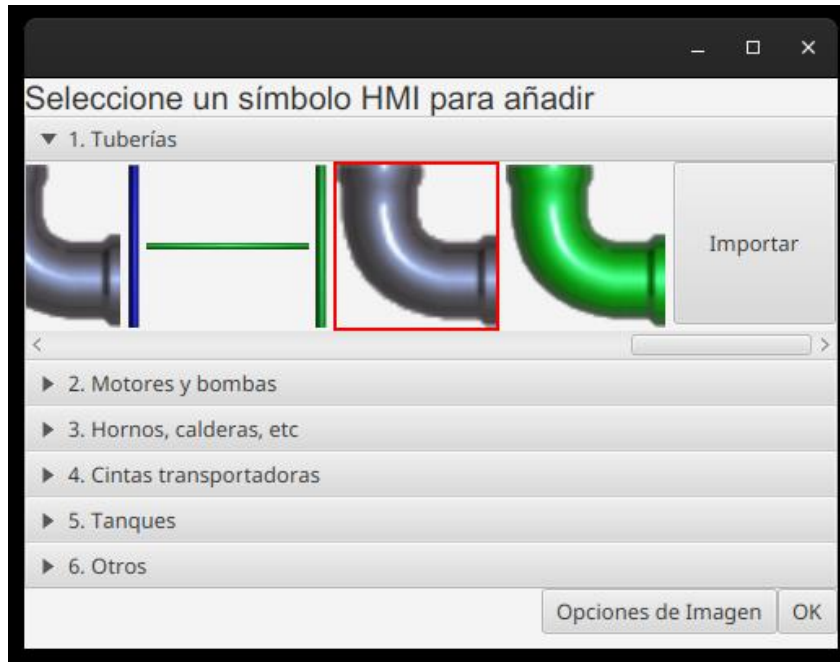 Seleccione un símbolo HMI para añadir
1. Tuberías
Importar
2. Motores y bombas
3. Hornos, calderas, etc
4. Cintas transportadoras
5. Tanques
6. Otros
Opciones de Imagen OK